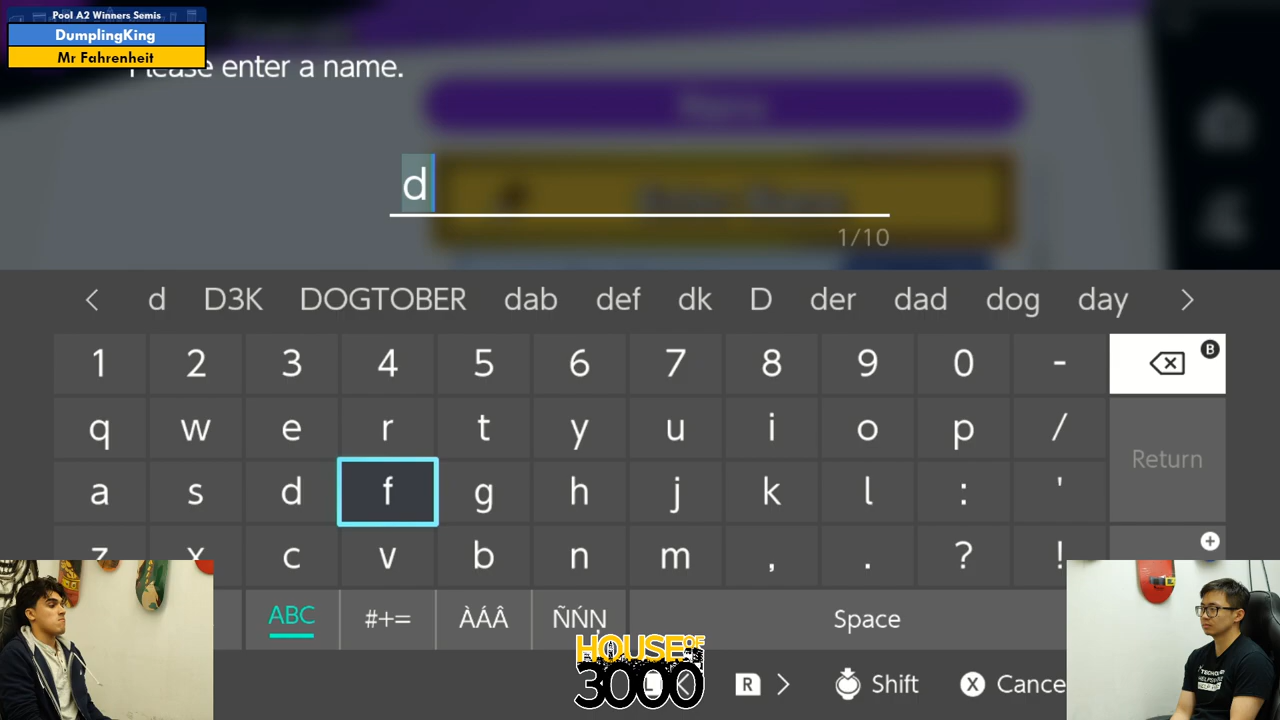 Pool A2 Winners Semis
DumplingKing
Mr Fahrenheit
Please enter a name.
d
1/10
d D3K DOGTOBER dab def dk D der dad dog day
1 2 3 4 5 6 7 8 9 0 - B
q w e r t y u i o p /
Return
a s d f g h j k l : '
z x c v b n m , . ? ! +
ABC #+= ÀÁÂ ÑŃŅ Space
HOUSE OF
3000
L R Shift X Cance